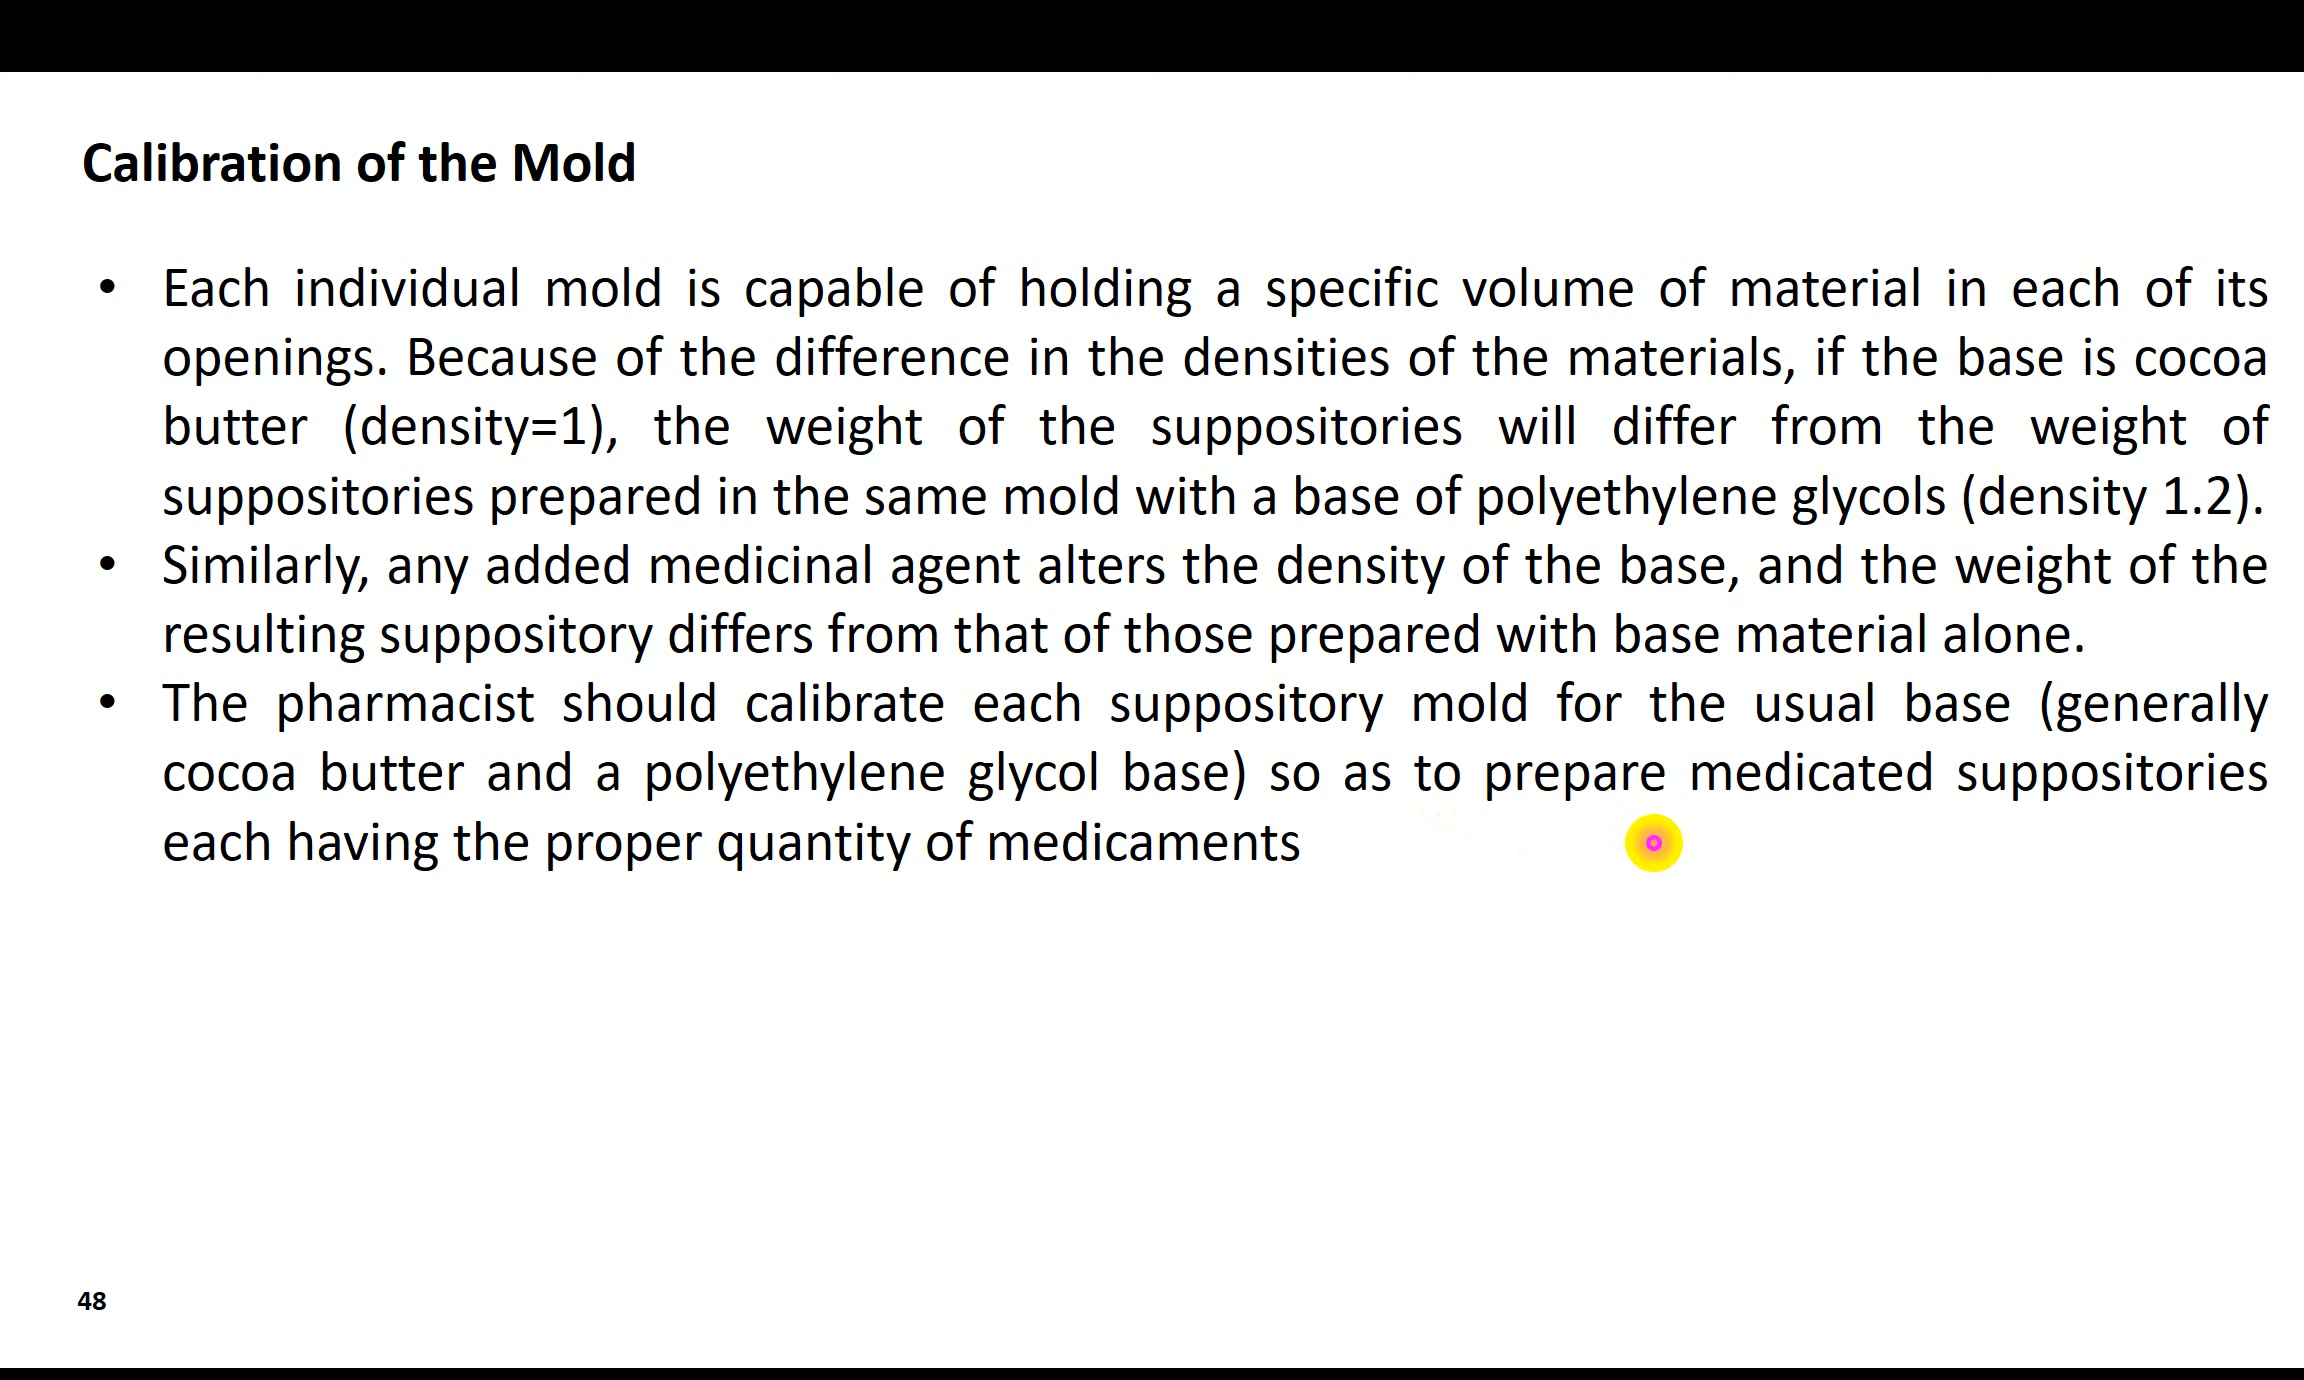 Calibration of the Mold
• Each individual mold is capable of holding a specific volume of material in each of its
openings. Because of the difference in the densities of the materials, if the base is cocoa
butter (density=1), the weight of the suppositories will differ from the weight of
suppositories prepared in the same mold with a base of polyethylene glycols (density 1.2).
• Similarly, any added medicinal agent alters the density of the base, and the weight of the
resulting suppository differs from that of those prepared with base material alone.
• The pharmacist should calibrate each suppository mold for the usual base (generally
cocoa butter and a polyethylene glycol base) so as to prepare medicated suppositories
each having the proper quantity of medicaments
48